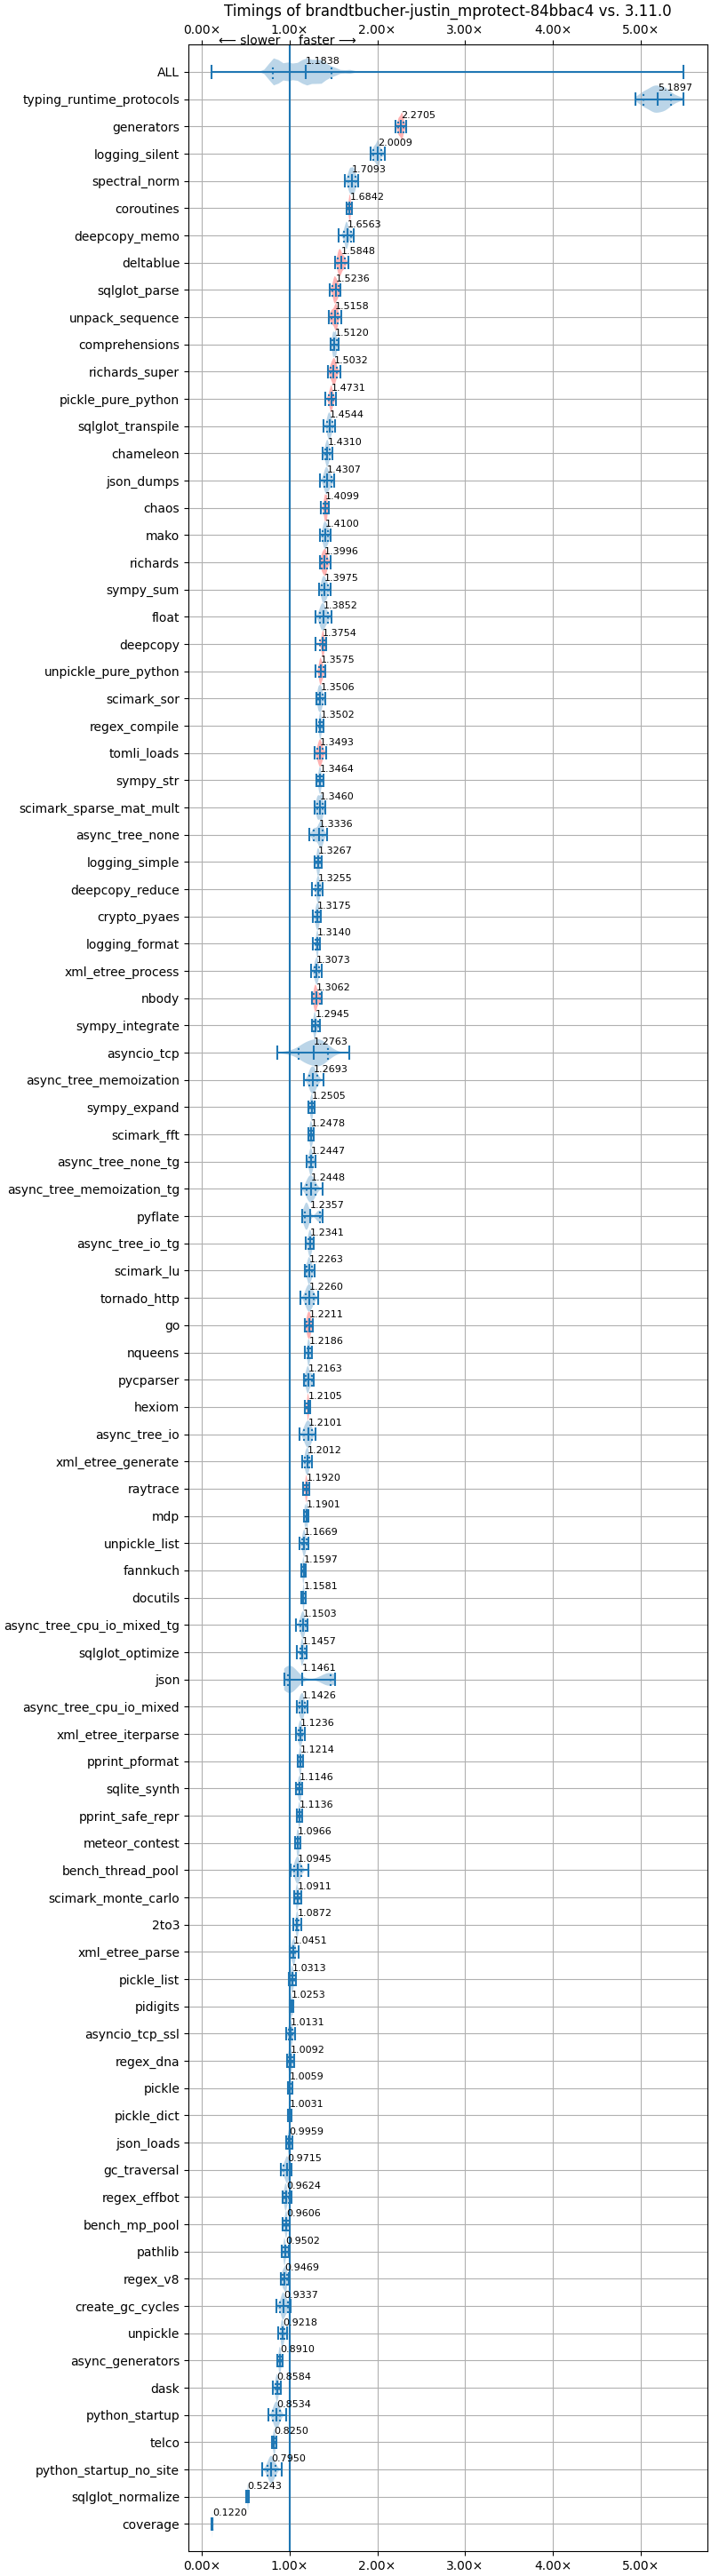 Timings of brandtbucher-justin_mprotect-84bbac4 vs. 3.11.0
0.00× 1.00× 2.00× 3.00× 4.00× 5.00×
⟵ slower faster ⟶
ALL 1.1838
typing_runtime_protocols 5.1897
generators 2.2705
logging_silent 2.0009
spectral_norm 1.7093
coroutines 1.6842
deepcopy_memo 1.6563
deltablue 1.5848
sqlglot_parse 1.5236
unpack_sequence 1.5158
comprehensions 1.5120
richards_super 1.5032
pickle_pure_python 1.4731
sqlglot_transpile 1.4544
chameleon 1.4310
json_dumps 1.4307
chaos 1.4099
mako 1.4100
richards 1.3996
sympy_sum 1.3975
float 1.3852
deepcopy 1.3754
unpickle_pure_python 1.3575
scimark_sor 1.3506
regex_compile 1.3502
tomli_loads 1.3493
sympy_str 1.3464
scimark_sparse_mat_mult 1.3460
async_tree_none 1.3336
logging_simple 1.3267
deepcopy_reduce 1.3255
crypto_pyaes 1.3175
logging_format 1.3140
xml_etree_process 1.3073
nbody 1.3062
sympy_integrate 1.2945
asyncio_tcp 1.2763
async_tree_memoization 1.2693
sympy_expand 1.2505
scimark_fft 1.2478
async_tree_none_tg 1.2447
async_tree_memoization_tg 1.2448
pyflate 1.2357
async_tree_io_tg 1.2341
scimark_lu 1.2263
tornado_http 1.2260
go 1.2211
nqueens 1.2186
pycparser 1.2163
hexiom 1.2105
async_tree_io 1.2101
xml_etree_generate 1.2012
raytrace 1.1920
mdp 1.1901
unpickle_list 1.1669
fannkuch 1.1597
docutils 1.1581
async_tree_cpu_io_mixed_tg 1.1503
sqlglot_optimize 1.1457
json 1.1461
async_tree_cpu_io_mixed 1.1426
xml_etree_iterparse 1.1236
pprint_pformat 1.1214
sqlite_synth 1.1146
pprint_safe_repr 1.1136
meteor_contest 1.0966
bench_thread_pool 1.0945
scimark_monte_carlo 1.0911
2to3 1.0872
xml_etree_parse 1.0451
pickle_list 1.0313
pidigits 1.0253
asyncio_tcp_ssl 1.0131
regex_dna 1.0092
pickle 1.0059
pickle_dict 1.0031
json_loads 0.9959
gc_traversal 0.9715
regex_effbot 0.9624
bench_mp_pool 0.9606
pathlib 0.9502
regex_v8 0.9469
create_gc_cycles 0.9337
unpickle 0.9218
async_generators 0.8910
dask 0.8584
python_startup 0.8534
telco 0.8250
python_startup_no_site 0.7950
sqlglot_normalize 0.5243
coverage 0.1220
0.00× 1.00× 2.00× 3.00× 4.00× 5.00×